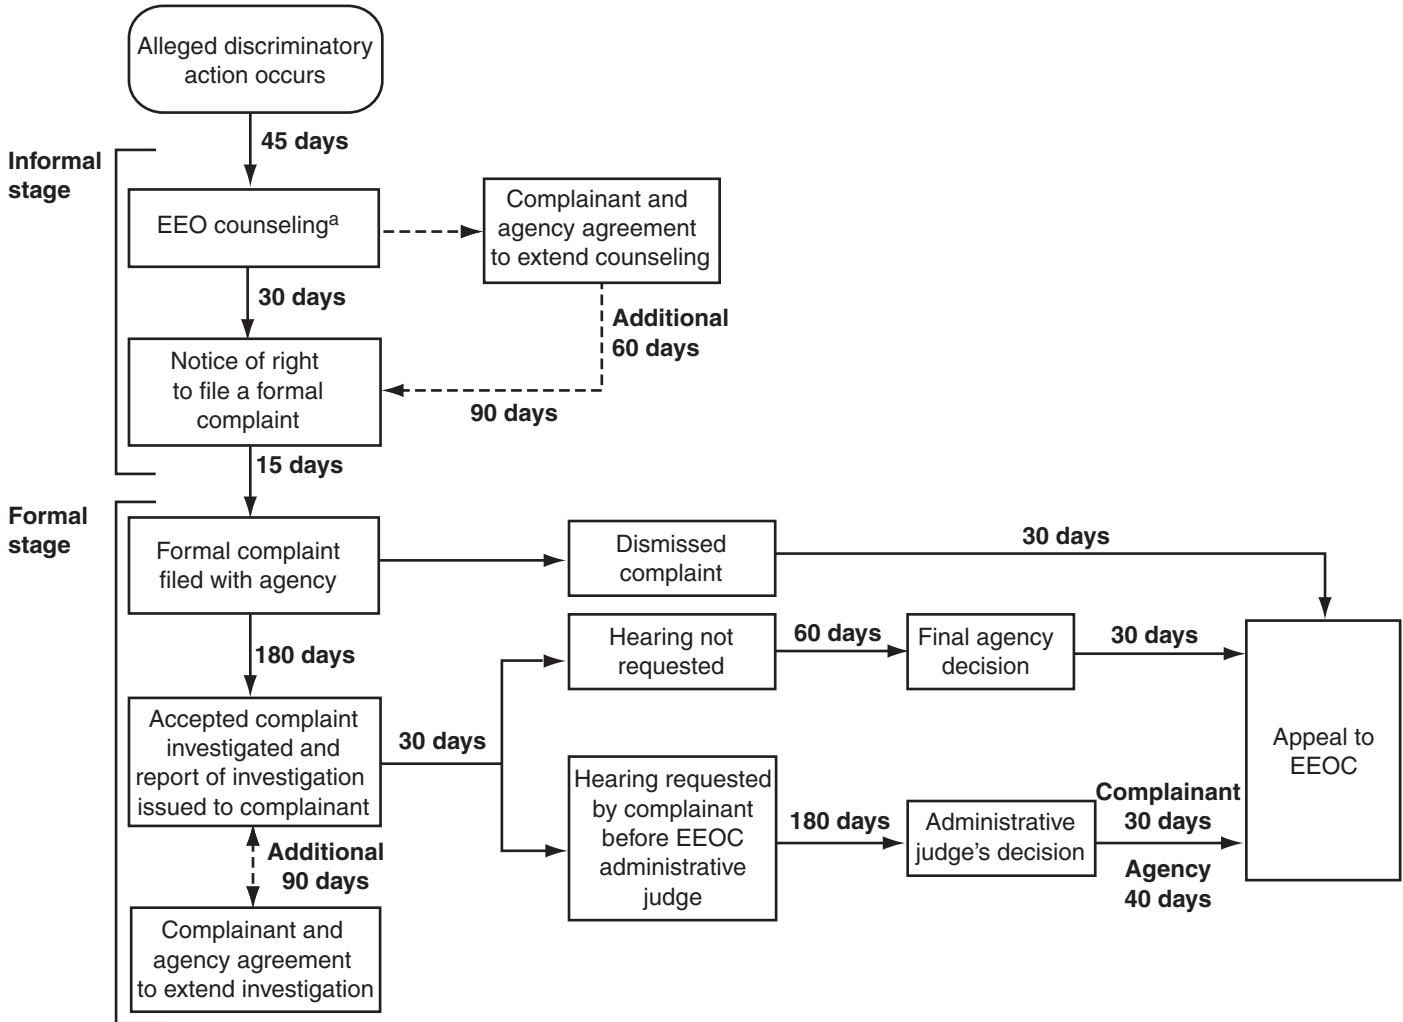 Alleged discriminatory
action occurs
45 days
Informal
stage
EEO counselingª
Complainant and
agency agreement
to extend counseling
30 days
Additional
60 days
Notice of right
to file a formal
complaint
90 days
15 days
Formal
stage
Formal complaint
filed with agency
Dismissed
complaint
30 days
180 days
Hearing not
requested
60 days
Final agency
decision
30 days
Accepted complaint
investigated and
report of investigation
issued to complainant
30 days
Hearing requested
by complainant
before EEOC
administrative
judge
180 days
Administrative
judge's decision
Complainant
30 days
Agency
40 days
Appeal to
EEOC
Additional
90 days
Complainant and
agency agreement
to extend investigation